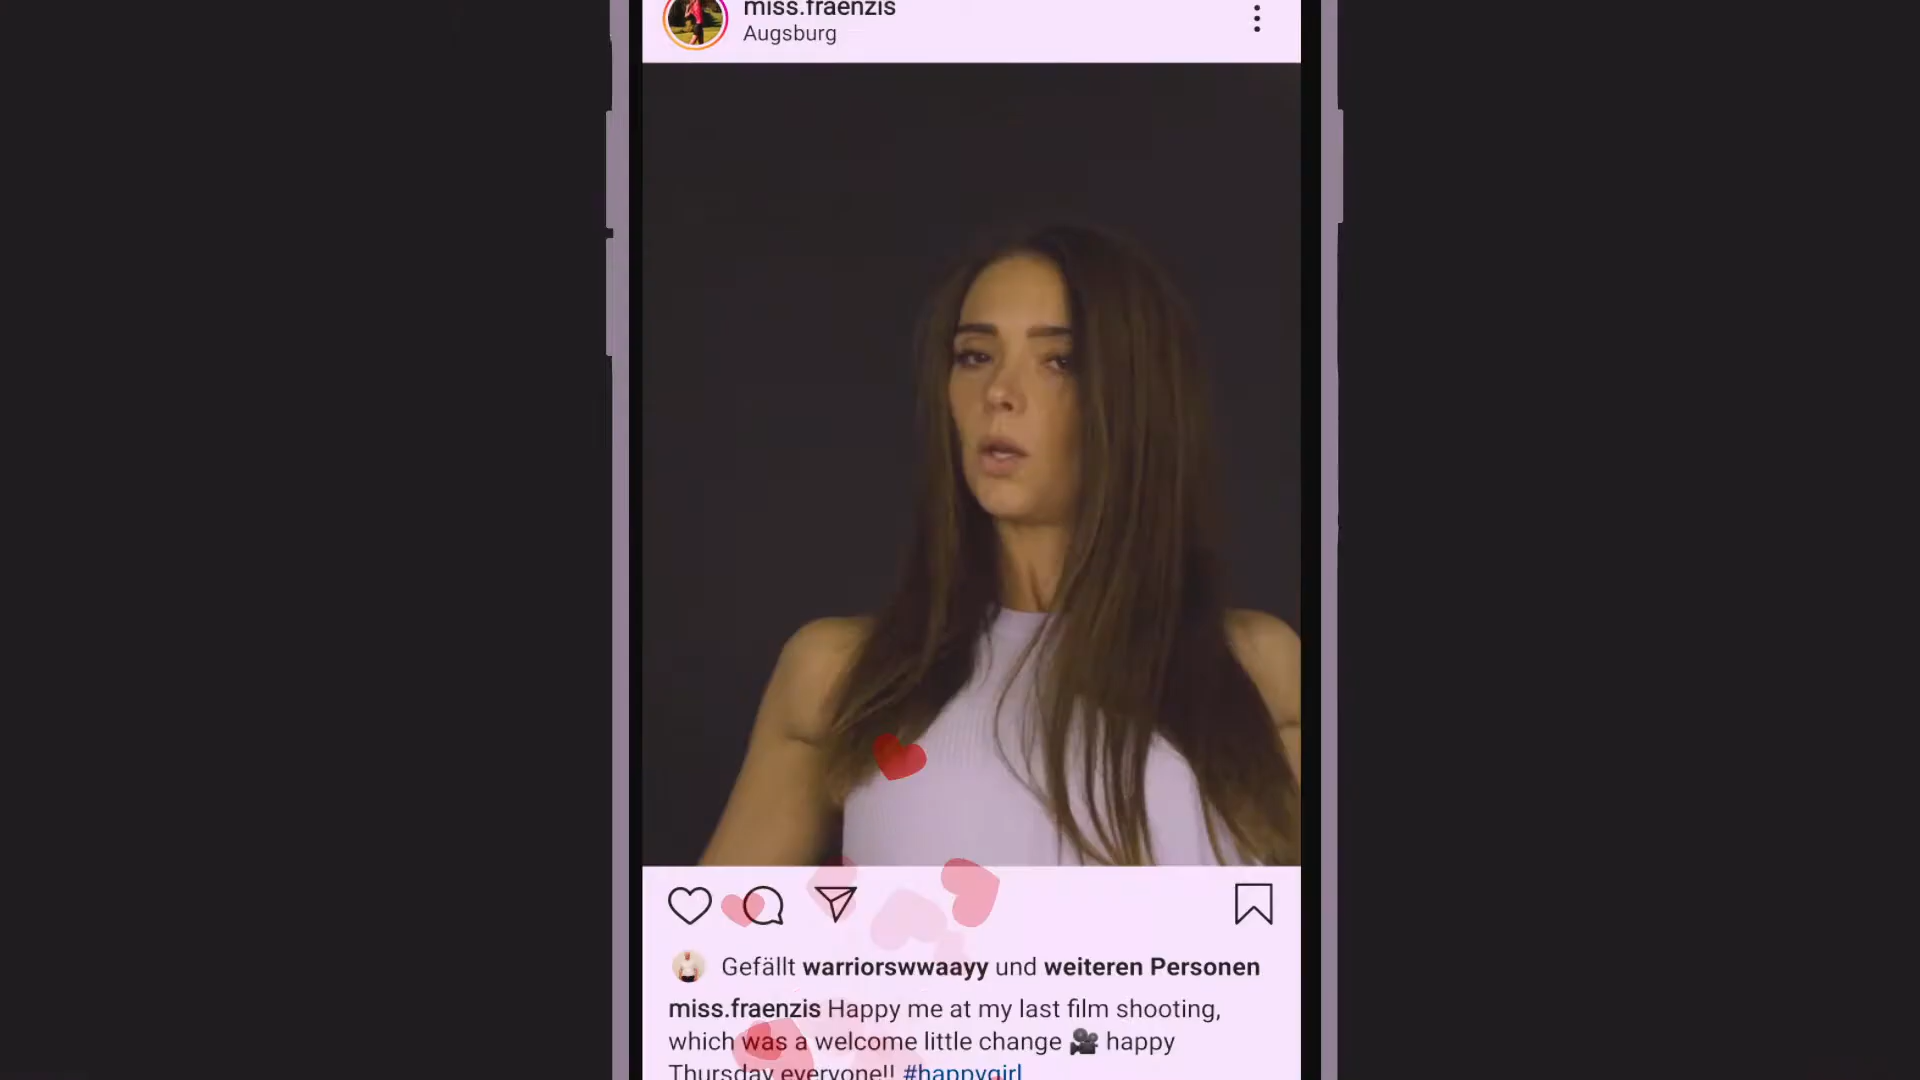 miss.fraenzis
Augsburg
Gefällt warriorswwaayy und weiteren Personen
miss.fraenzis Happy me at my last film shooting,
which was a welcome little change 🎥 happy
Thursday everyone!! #happygirl